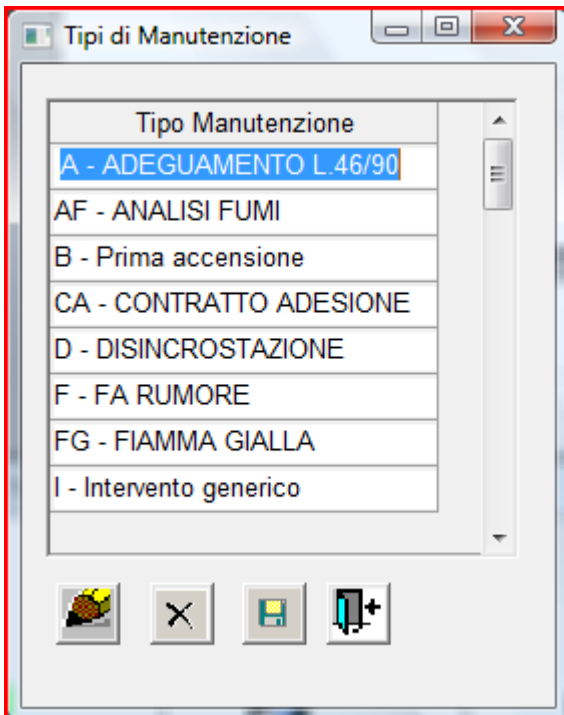 Tipi di Manutenzione
Tipo Manutenzione
A - ADEGUAMENTO L.46/90
AF - ANALISI FUMI
B - Prima accensione
CA - CONTRATTO ADESIONE
D - DISINCROSTAZIONE
F - FA RUMORE
FG - FIAMMA GIALLA
I - Intervento generico